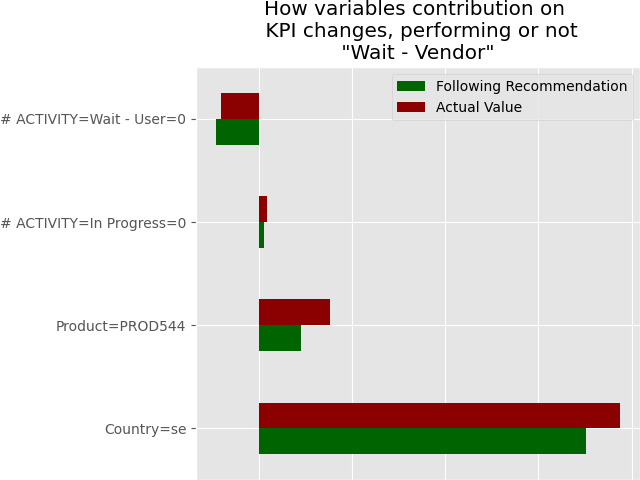 How variables contribution on
KPI changes, performing or not
"Wait - Vendor"
Following Recommendation
Actual Value
# ACTIVITY=Wait - User=0
# ACTIVITY=In Progress=0
Product=PROD544
Country=se